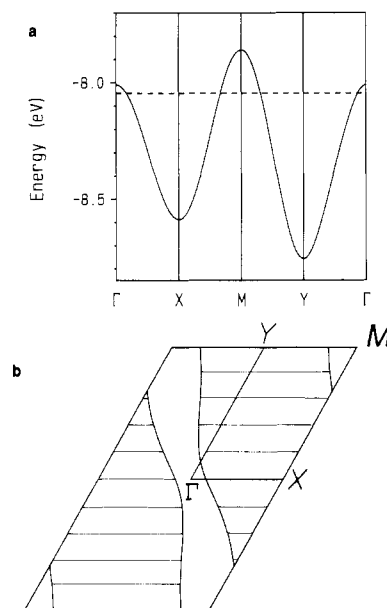 a
-8.0
-8.5
Energy (eV)
Γ X M Y Γ
b
Y M
Γ X